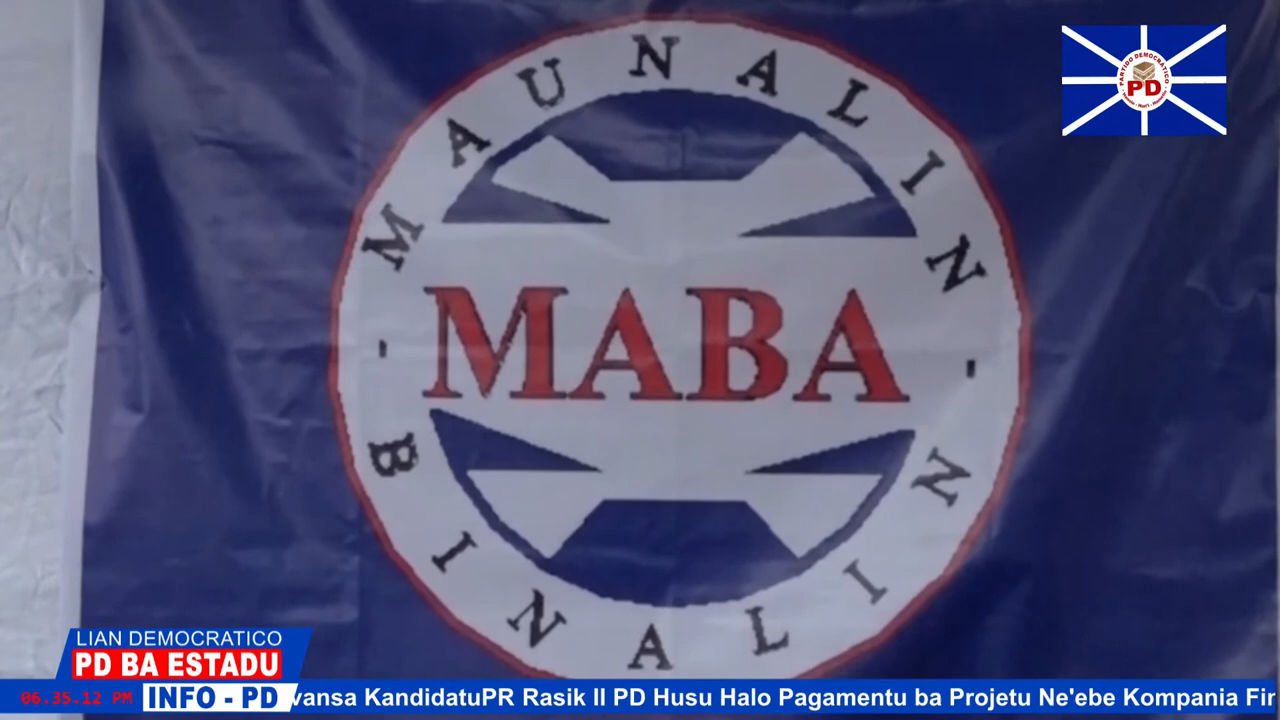 MAUNALIN
MABA
- BINALIN -
PARTIDO DEMOCRÁTICO
PD
LIAN DEMOCRATICO
PD BA ESTADU
06.35.12 PM
INFO - PD
vansa KandidatuPR Rasik II PD Husu Halo Pagamentu ba Projetu Ne'ebe Kompania Fir